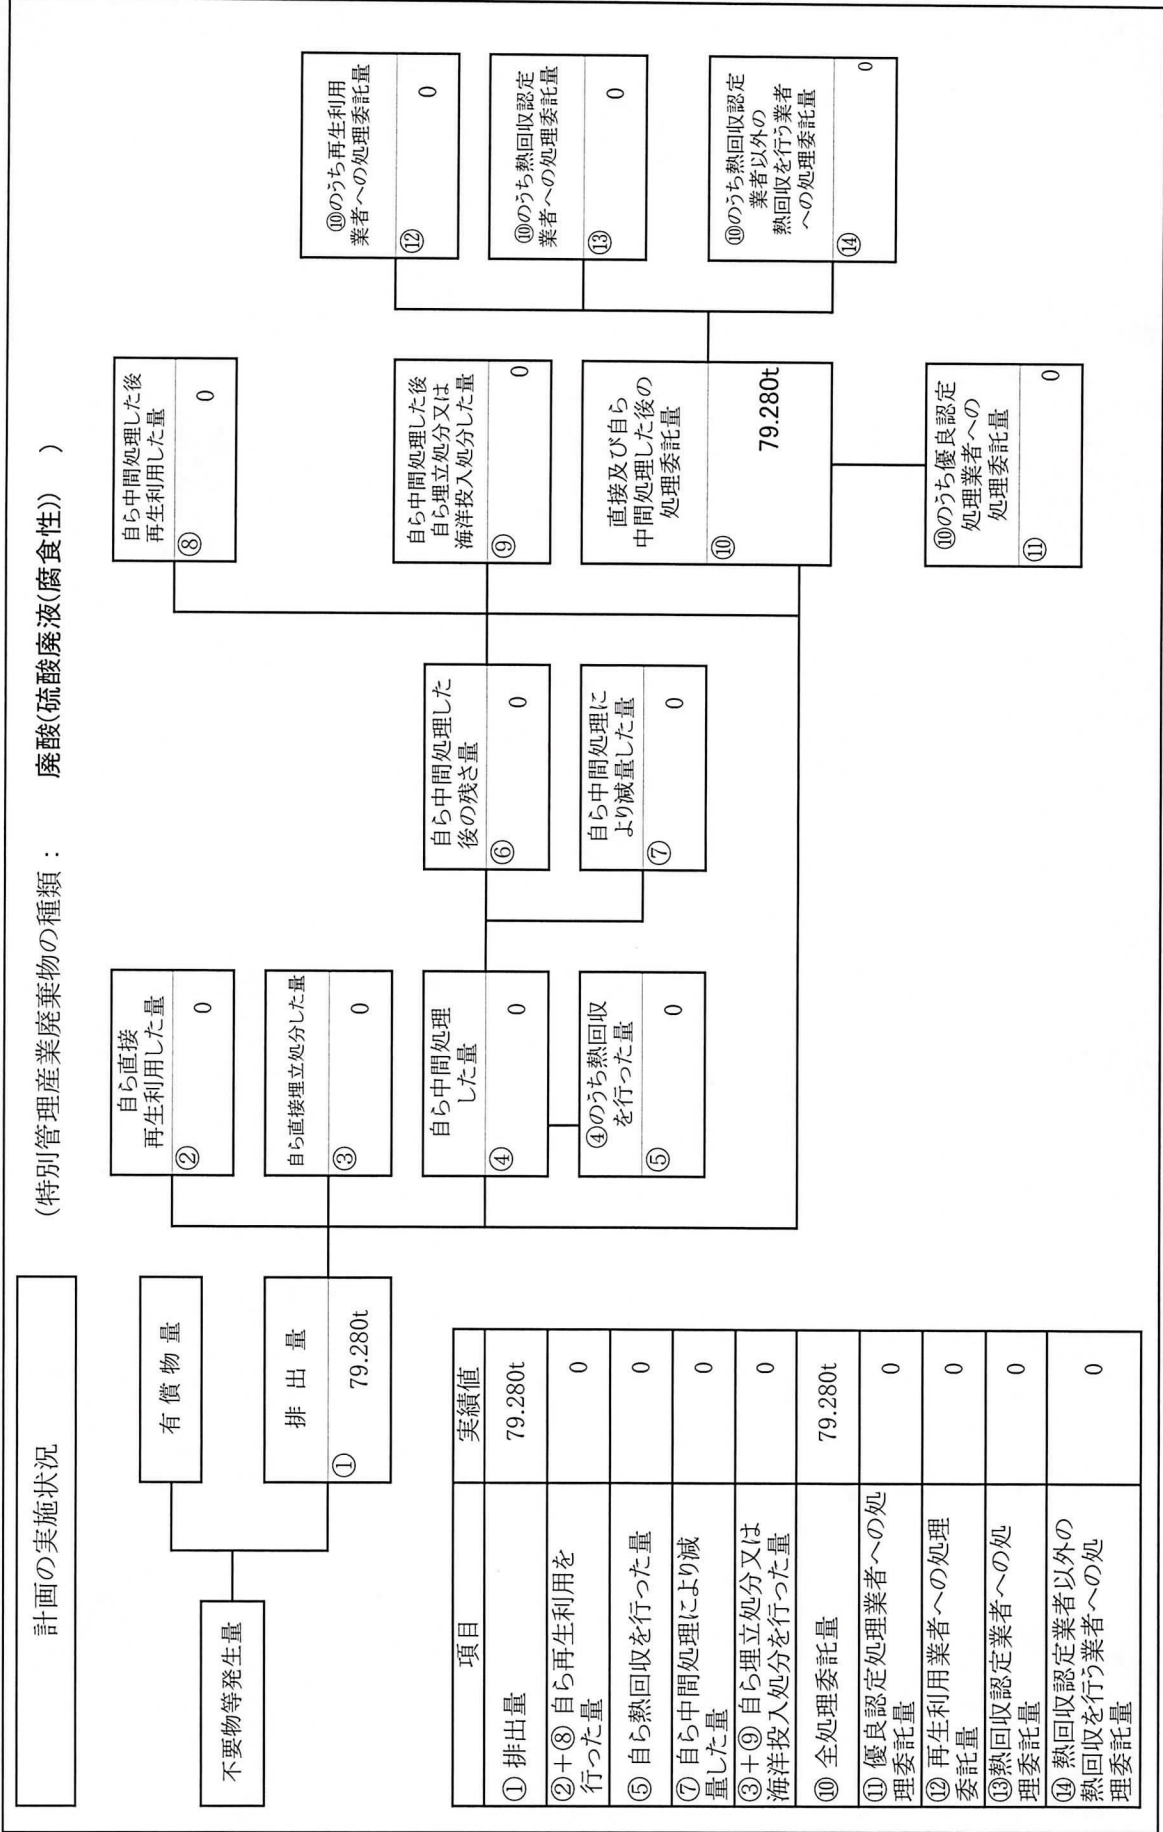 計画の実施状況
(特別管理産業廃棄物の種類： 廃酸(硫酸廃液(腐食性)) )
不要物等発生量
有 償 物 量
排 出 量
① 79.280t
自ら直接
再生利用した量
② 0
自ら直接埋立処分した量
③ 0
自ら中間処理
した量
④ 0
④のうち熱回収
を行った量
⑤ 0
自ら中間処理した
後の残さ量
⑥ 0
自ら中間処理に
より減量した量
⑦ 0
自ら中間処理した後
再生利用した量
⑧ 0
自ら中間処理した後
自ら埋立処分又は
海洋投入処分した量
⑨ 0
直接及び自ら
中間処理した後の
処理委託量
⑩ 79.280t
⑩のうち優良認定
処理業者への
処理委託量
⑪ 0
⑩のうち再生利用
業者への処理委託量
⑫ 0
⑩のうち熱回収認定
業者への処理委託量
⑬ 0
⑩のうち熱回収認定
業者以外の
熱回収を行う業者
への処理委託量
⑭ 0
項目 実績値
① 排出量 79.280t
②＋⑧ 自ら再生利用を
行った量 0
⑤ 自ら熱回収を行った量 0
⑦ 自ら中間処理により減
量した量 0
③＋⑨ 自ら埋立処分又は
海洋投入処分を行った量 0
⑩ 全処理委託量 79.280t
⑪ 優良認定処理業者への処
理委託量 0
⑫ 再生利用業者への処理
委託量 0
⑬熱回収認定業者への処
理委託量 0
⑭ 熱回収認定業者以外の
熱回収を行う業者への処
理委託量 0